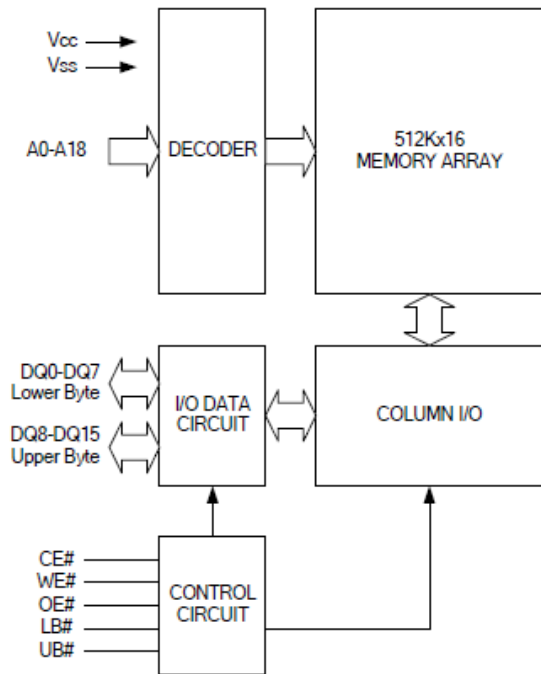 Vcc
Vss
A0-A18
DECODER
512Kx16
MEMORY ARRAY
DQ0-DQ7
Lower Byte
DQ8-DQ15
Upper Byte
I/O DATA
CIRCUIT
COLUMN I/O
CE#
WE#
OE#
LB#
UB#
CONTROL
CIRCUIT